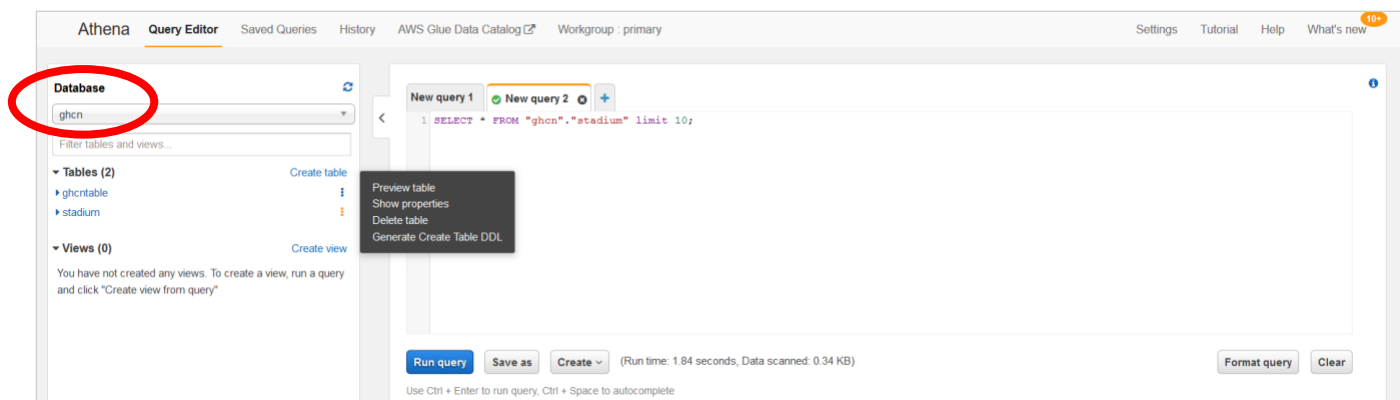 Athena Query Editor Saved Queries History AWS Glue Data Catalog Workgroup : primary Settings Tutorial Help What's new 10+
Database
ghcn
Filter tables and views...
Tables (2) Create table
ghcntable
stadium
Views (0) Create view
You have not created any views. To create a view, run a query
and click "Create view from query"
Preview table
Show properties
Delete table
Generate Create Table DDL
New query 1 New query 2 +
1 SELECT * FROM "ghcn"."stadium" limit 10;
Run query Save as Create (Run time: 1.84 seconds, Data scanned: 0.34 KB) Format query Clear
Use Ctrl + Enter to run query, Ctrl + Space to autocomplete